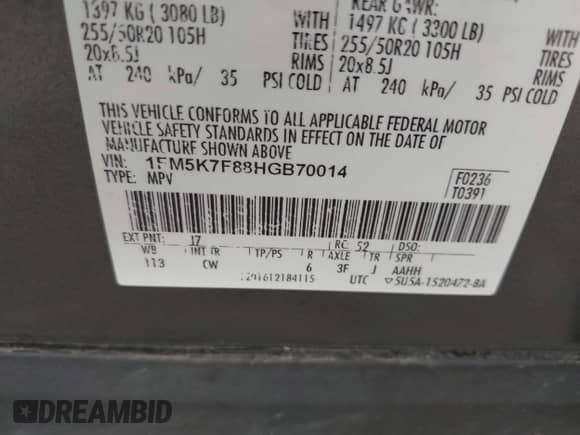 1397 KG ( 3080 LB) WITH
255/50R20 105H TIRES
20x8.5J RIMS
AT 240 kPa/ 35 PSI COLD
REAR GAWR:
1497 KG ( 3300 LB) WITH
255/50R20 105H TIRES
20x8.5J RIMS
AT 240 kPa/ 35 PSI COLD
THIS VEHICLE CONFORMS TO ALL APPLICABLE FEDERAL MOTOR
VEHICLE SAFETY STANDARDS IN EFFECT ON THE DATE OF
MANUFACTURE SHOWN ABOVE
VIN: 1FM5K7F88HGB70014
TYPE: MPV
F0236
T0391
EXT PNT: J7 RC: 52 DSO:
WB INT TR TP/PS R AXLE TR SPR
113 CW 6 3F J AAHH
UTC 5U5A-1520472-BA
DREAMBID